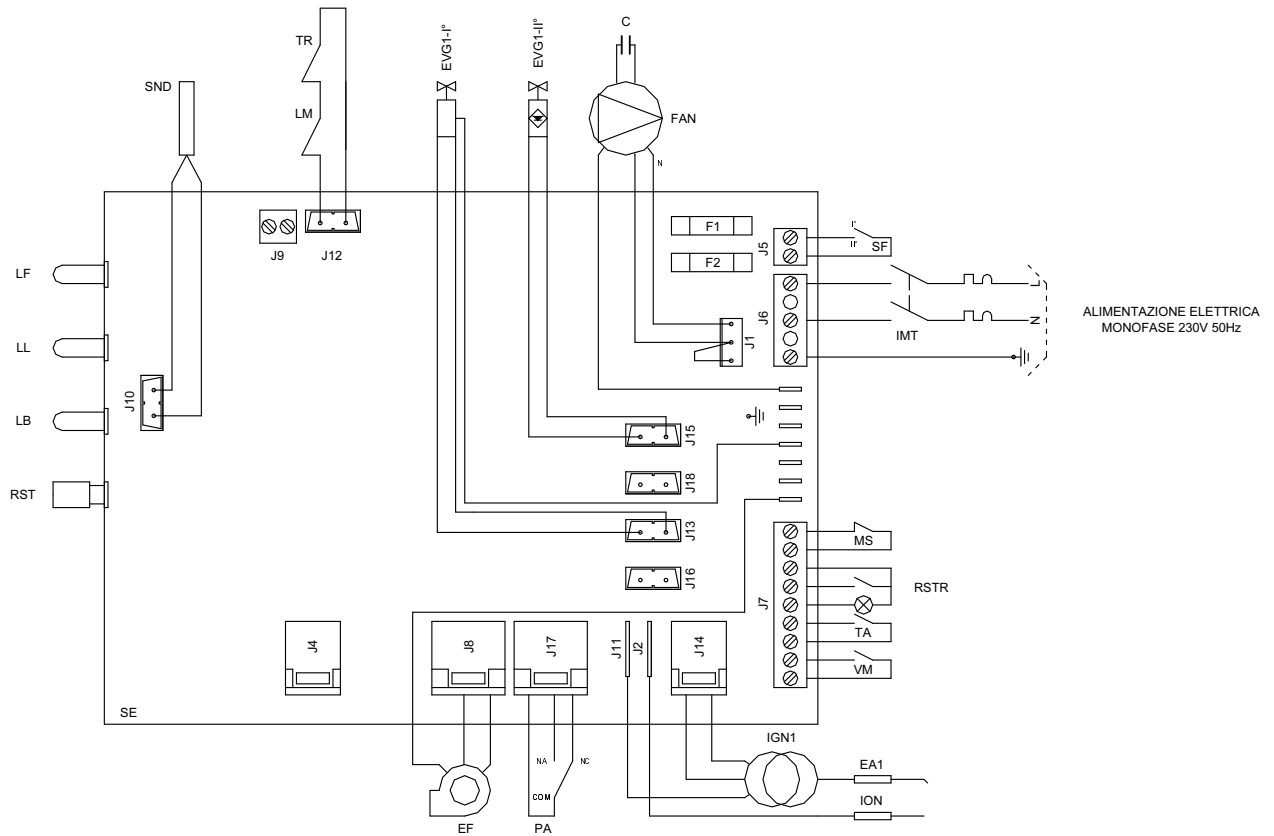 C
TR
EVG1-I°
EVG1-II°
SND
LM
FAN
N
F1
I°
II°
SF
J5
J9
J12
F2
LF
L
ALIMENTAZIONE ELETTRICA
MONOFASE 230V 50Hz
J6
N
IMT
J1
LL
J10
LB
J15
J18
RST
J13
MS
J16
RSTR
J7
TA
J4
J8
J17
J11
J2
J14
VM
SE
IGN1
NA
NC
EA1
COM
ION
EF
PA